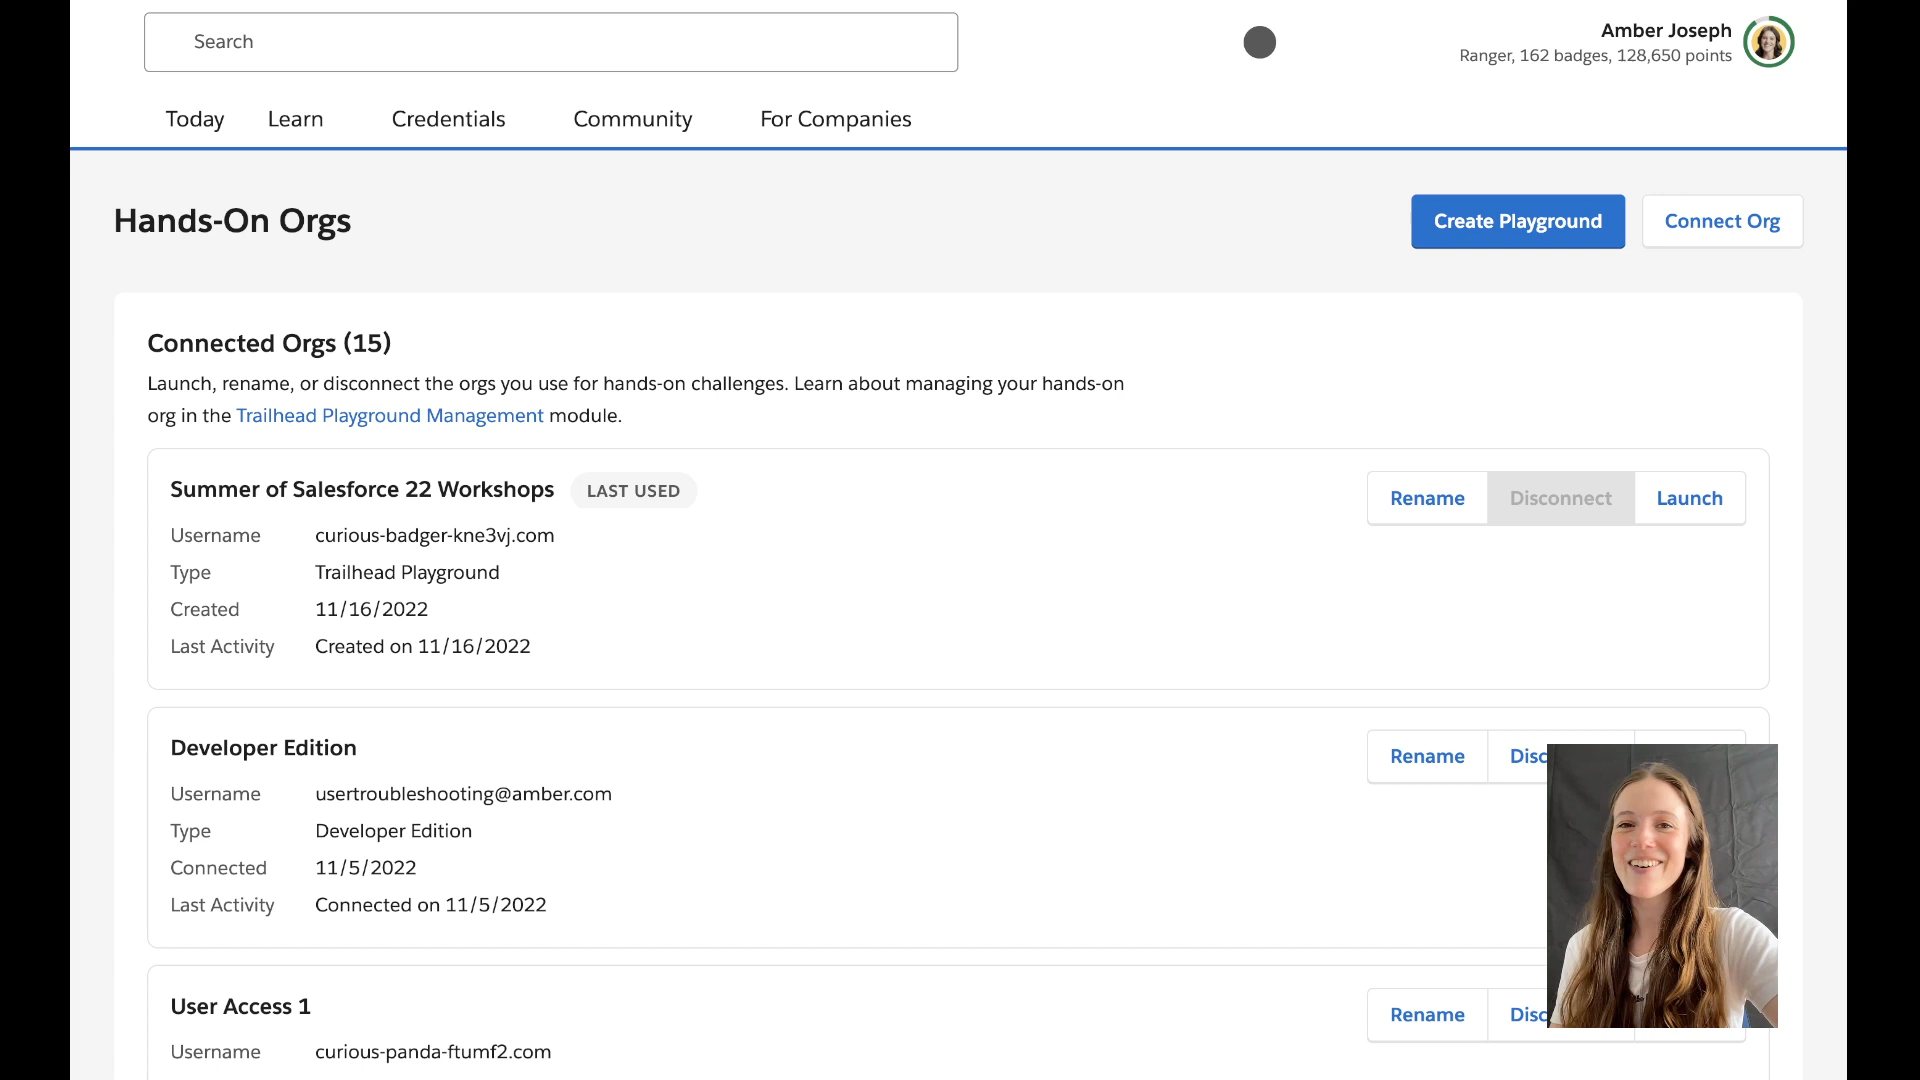 Search
Amber Joseph
Ranger, 162 badges, 128,650 points
Today Learn Credentials Community For Companies
Hands-On Orgs
Create Playground Connect Org
Connected Orgs (15)
Launch, rename, or disconnect the orgs you use for hands-on challenges. Learn about managing your hands-on
org in the Trailhead Playground Management module.
Summer of Salesforce 22 Workshops LAST USED
Rename Disconnect Launch
Username curious-badger-kne3vj.com
Type Trailhead Playground
Created 11/16/2022
Last Activity Created on 11/16/2022
Developer Edition
Rename Disc
Username usertroubleshooting@amber.com
Type Developer Edition
Connected 11/5/2022
Last Activity Connected on 11/5/2022
User Access 1
Rename Disc
Username curious-panda-ftumf2.com